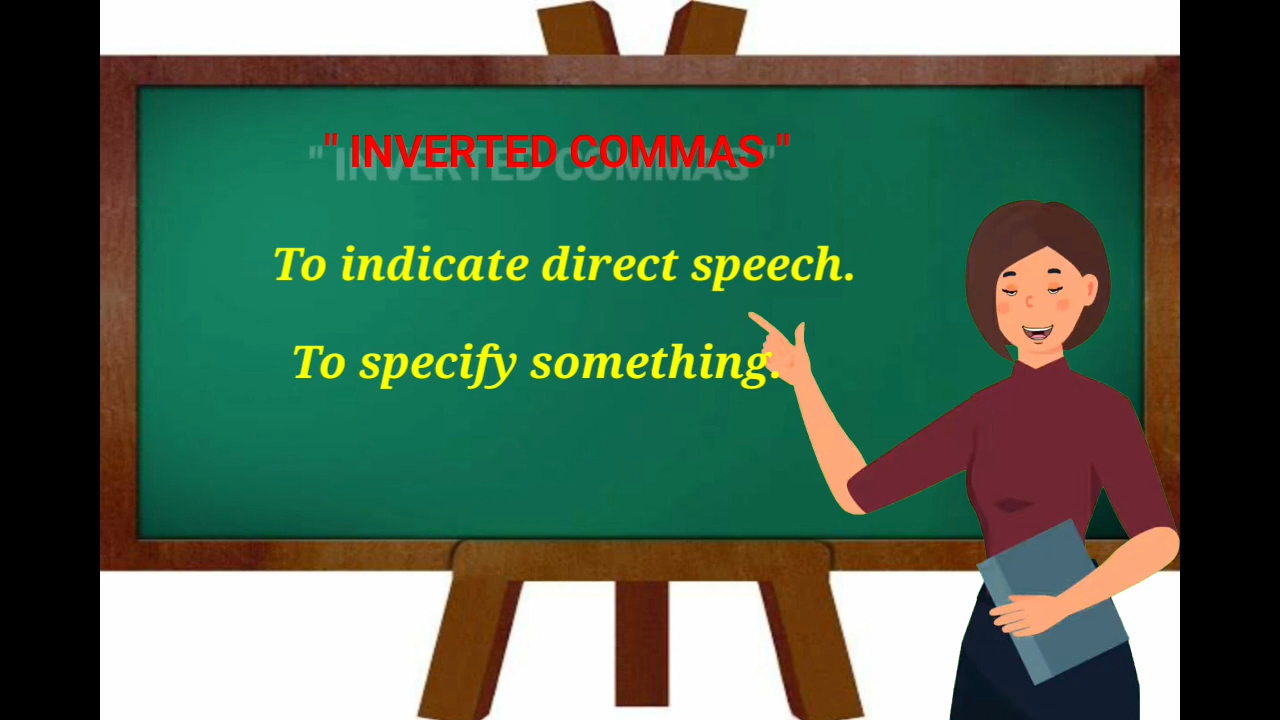 " INVERTED COMMAS "
To indicate direct speech.
To specify something.